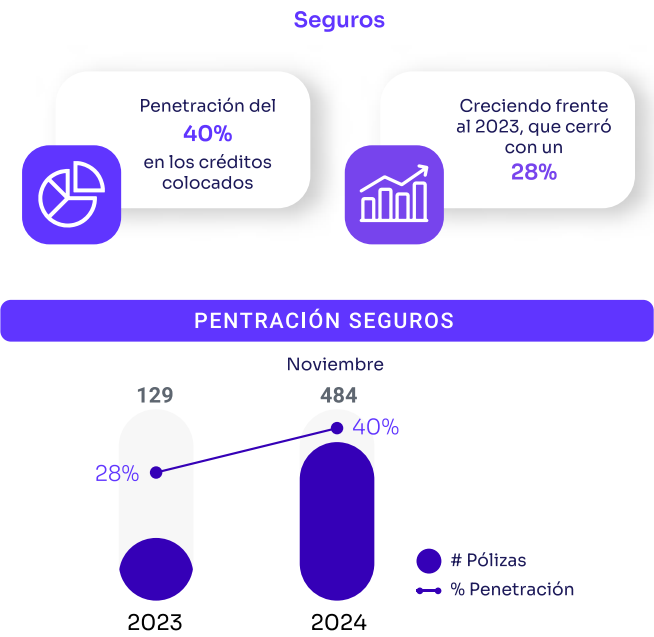 Seguros
Penetración del
40%
en los créditos
colocados
Creciendo frente
al 2023, que cerró
con un
28%
PENTRACIÓN SEGUROS
Noviembre
129
484
40%
28%
# Pólizas
% Penetración
2023
2024